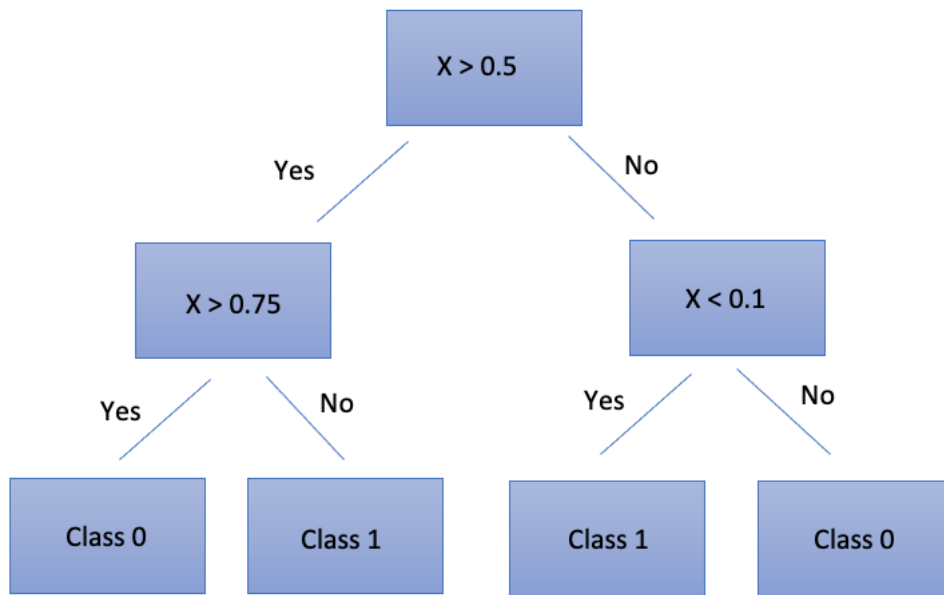 X > 0.5
Yes
No
X > 0.75
X < 0.1
Yes
No
Yes
No
Class 0
Class 1
Class 1
Class 0